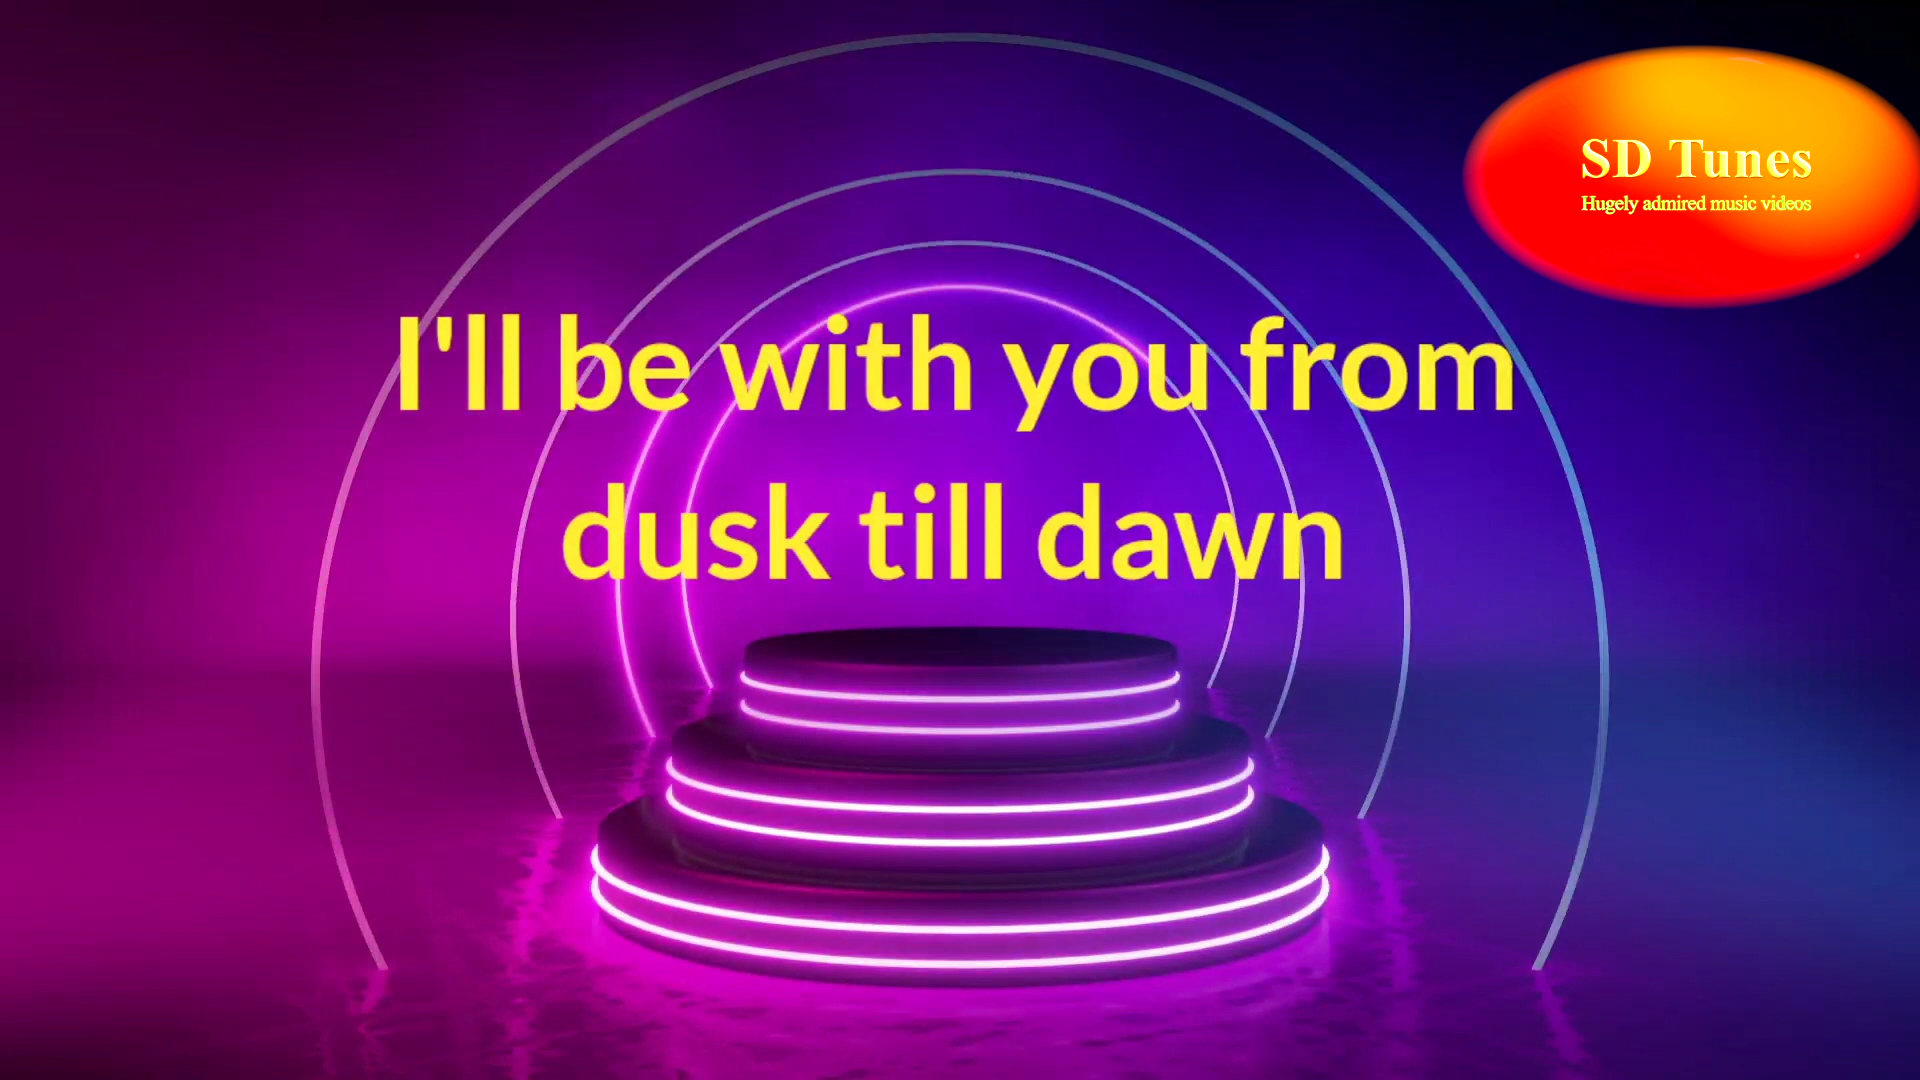 SD Tunes
Hugely admired music videos
I'll be with you from
dusk till dawn